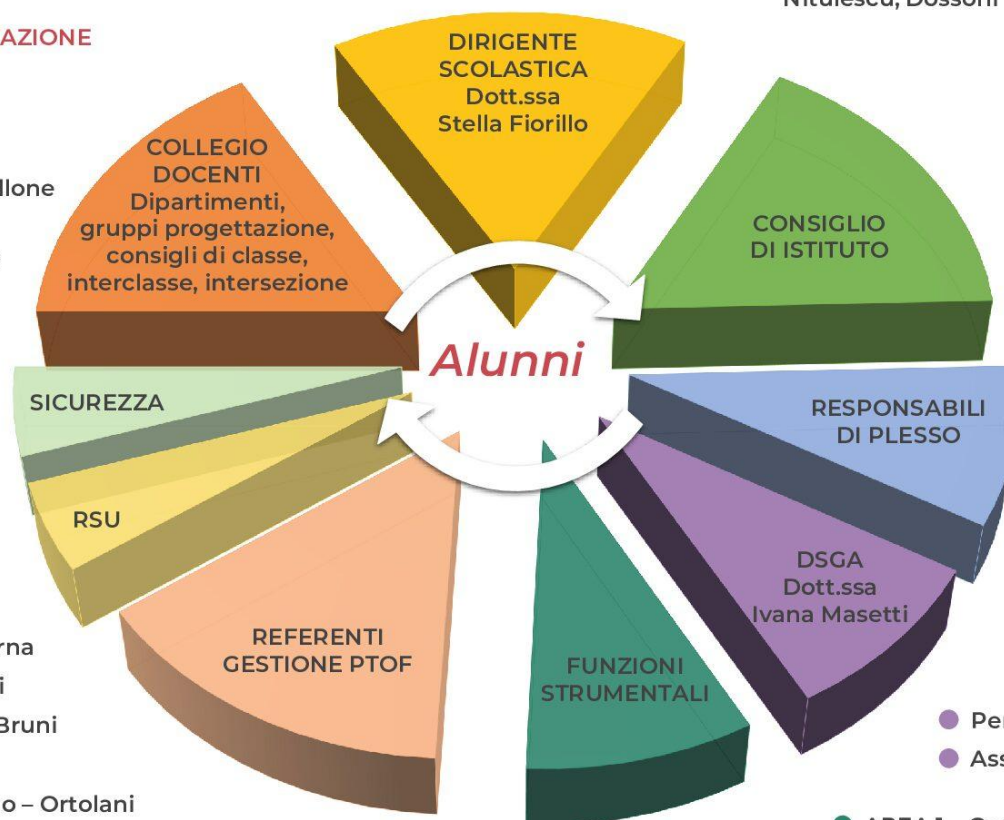 AZIONE
DIRIGENTE
SCOLASTICA
Dott.ssa
Stella Fiorillo
COLLEGIO
DOCENTI
Dipartimenti,
gruppi progettazione,
consigli di classe,
interclasse, intersezione
CONSIGLIO
DI ISTITUTO
Alunni
SICUREZZA
RSU
RESPONSABILI
DI PLESSO
DSGA
Dott.ssa
Ivana Masetti
REFERENTI
GESTIONE PTOF
FUNZIONI
STRUMENTALI
Bruni
o – Ortolani